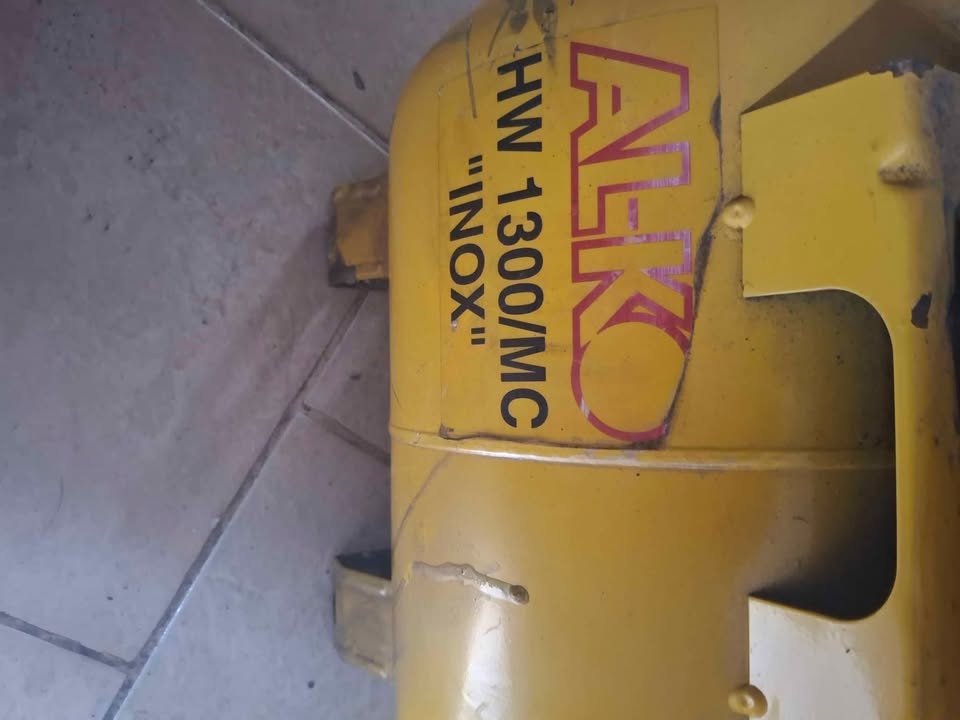 AL-KO
HW 1300/MC
"INOX"